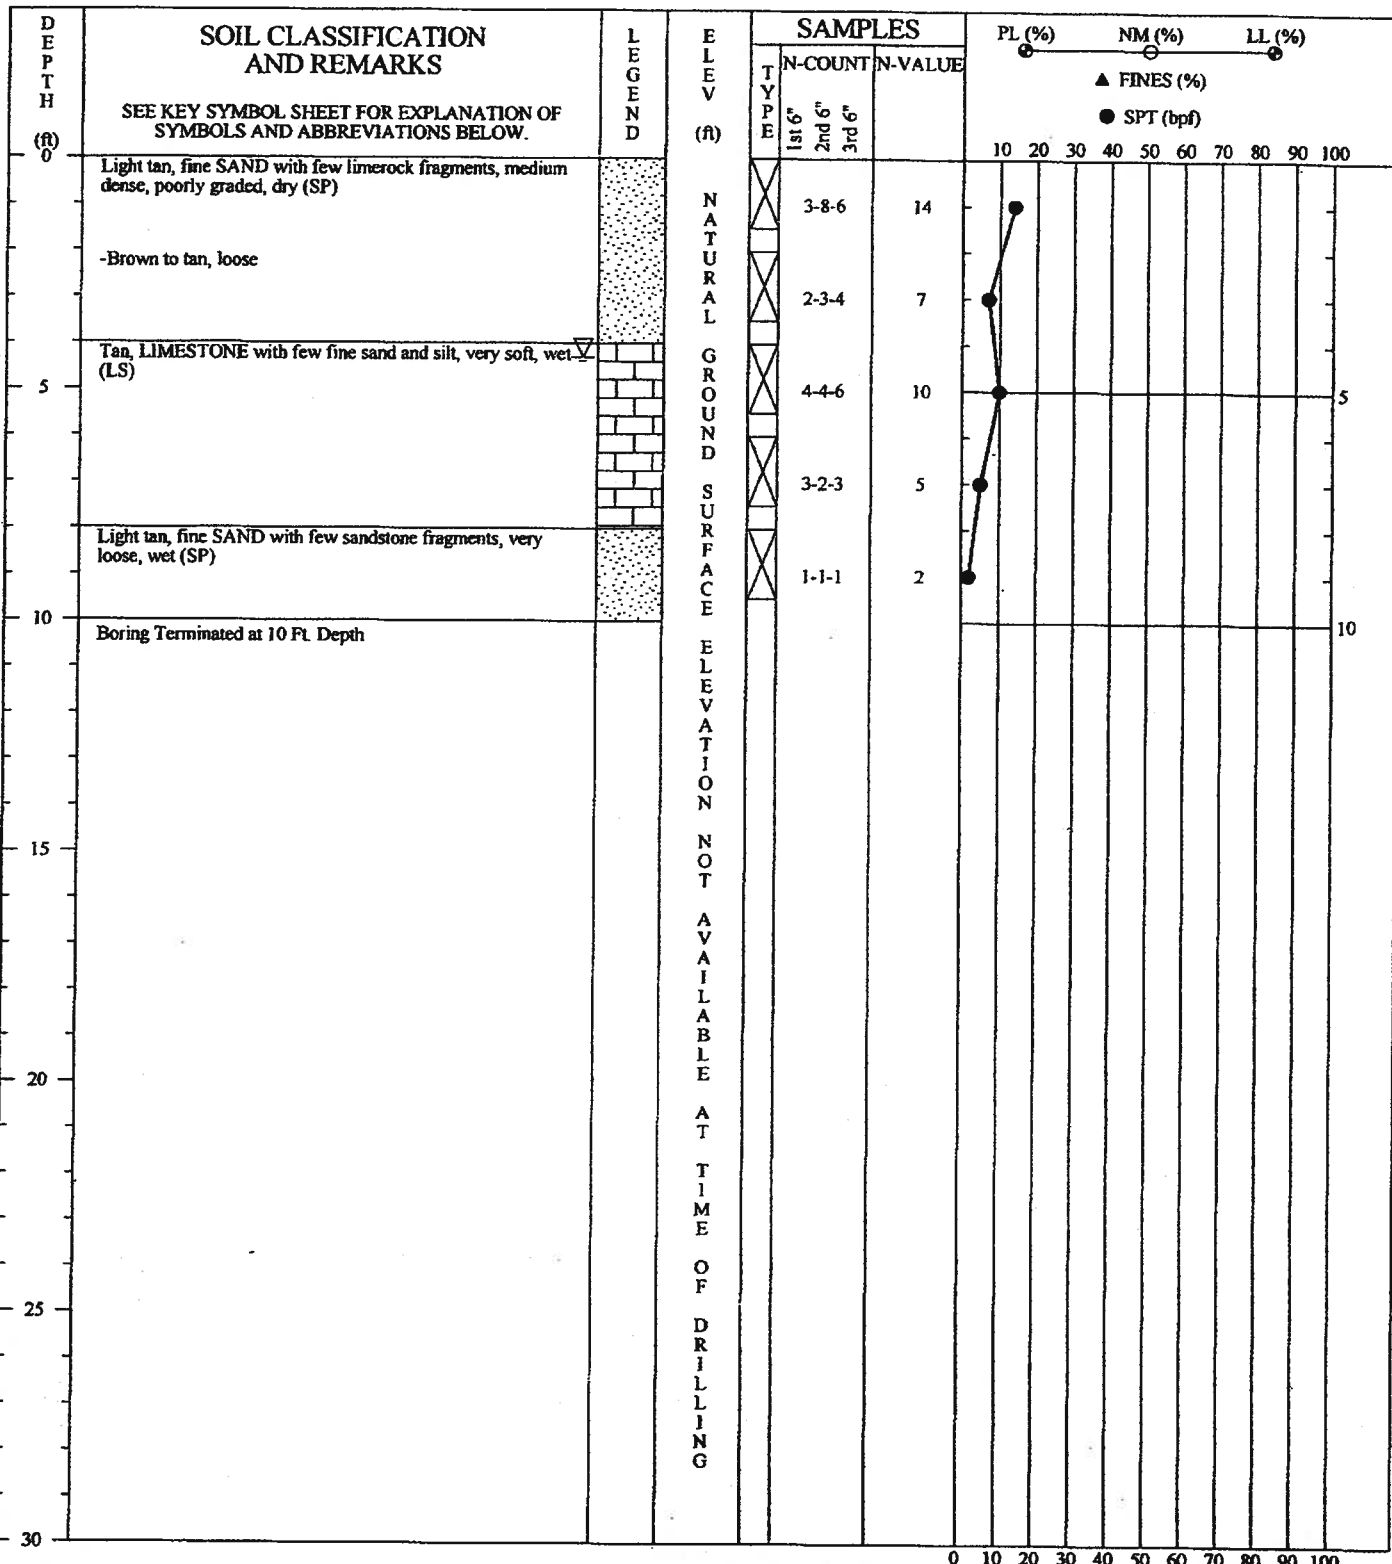 DEPTH
(ft)
SOIL CLASSIFICATION
AND REMARKS
SEE KEY SYMBOL SHEET FOR EXPLANATION OF
SYMBOLS AND ABBREVIATIONS BELOW.
LEGEND
ELEV
(ft)
SAMPLES
TYPE
N-COUNT
N-VALUE
1st 6"
2nd 6"
3rd 6"
PL (%)
NM (%)
LL (%)
▲ FINES (%)
● SPT (bpf)
10 20 30 40 50 60 70 80 90 100
0
Light tan, fine SAND with few limerock fragments, medium
dense, poorly graded, dry (SP)
3-8-6 14
-Brown to tan, loose
2-3-4 7
Tan, LIMESTONE with few fine sand and silt, very soft, wet
(LS)
5
4-4-6 10
5
3-2-3 5
Light tan, fine SAND with few sandstone fragments, very
loose, wet (SP)
1-1-1 2
10
10
Boring Terminated at 10 Ft. Depth
NATURAL GROUND SURFACE ELEVATION NOT AVAILABLE AT TIME OF DRILLING
15
20
25
30
0 10 20 30 40 50 60 70 80 90 100